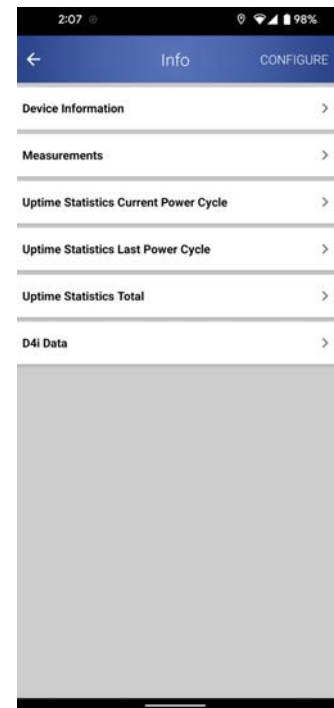 2:07 98%
Info CONFIGURE
Device Information
Measurements
Uptime Statistics Current Power Cycle
Uptime Statistics Last Power Cycle
Uptime Statistics Total
D4i Data